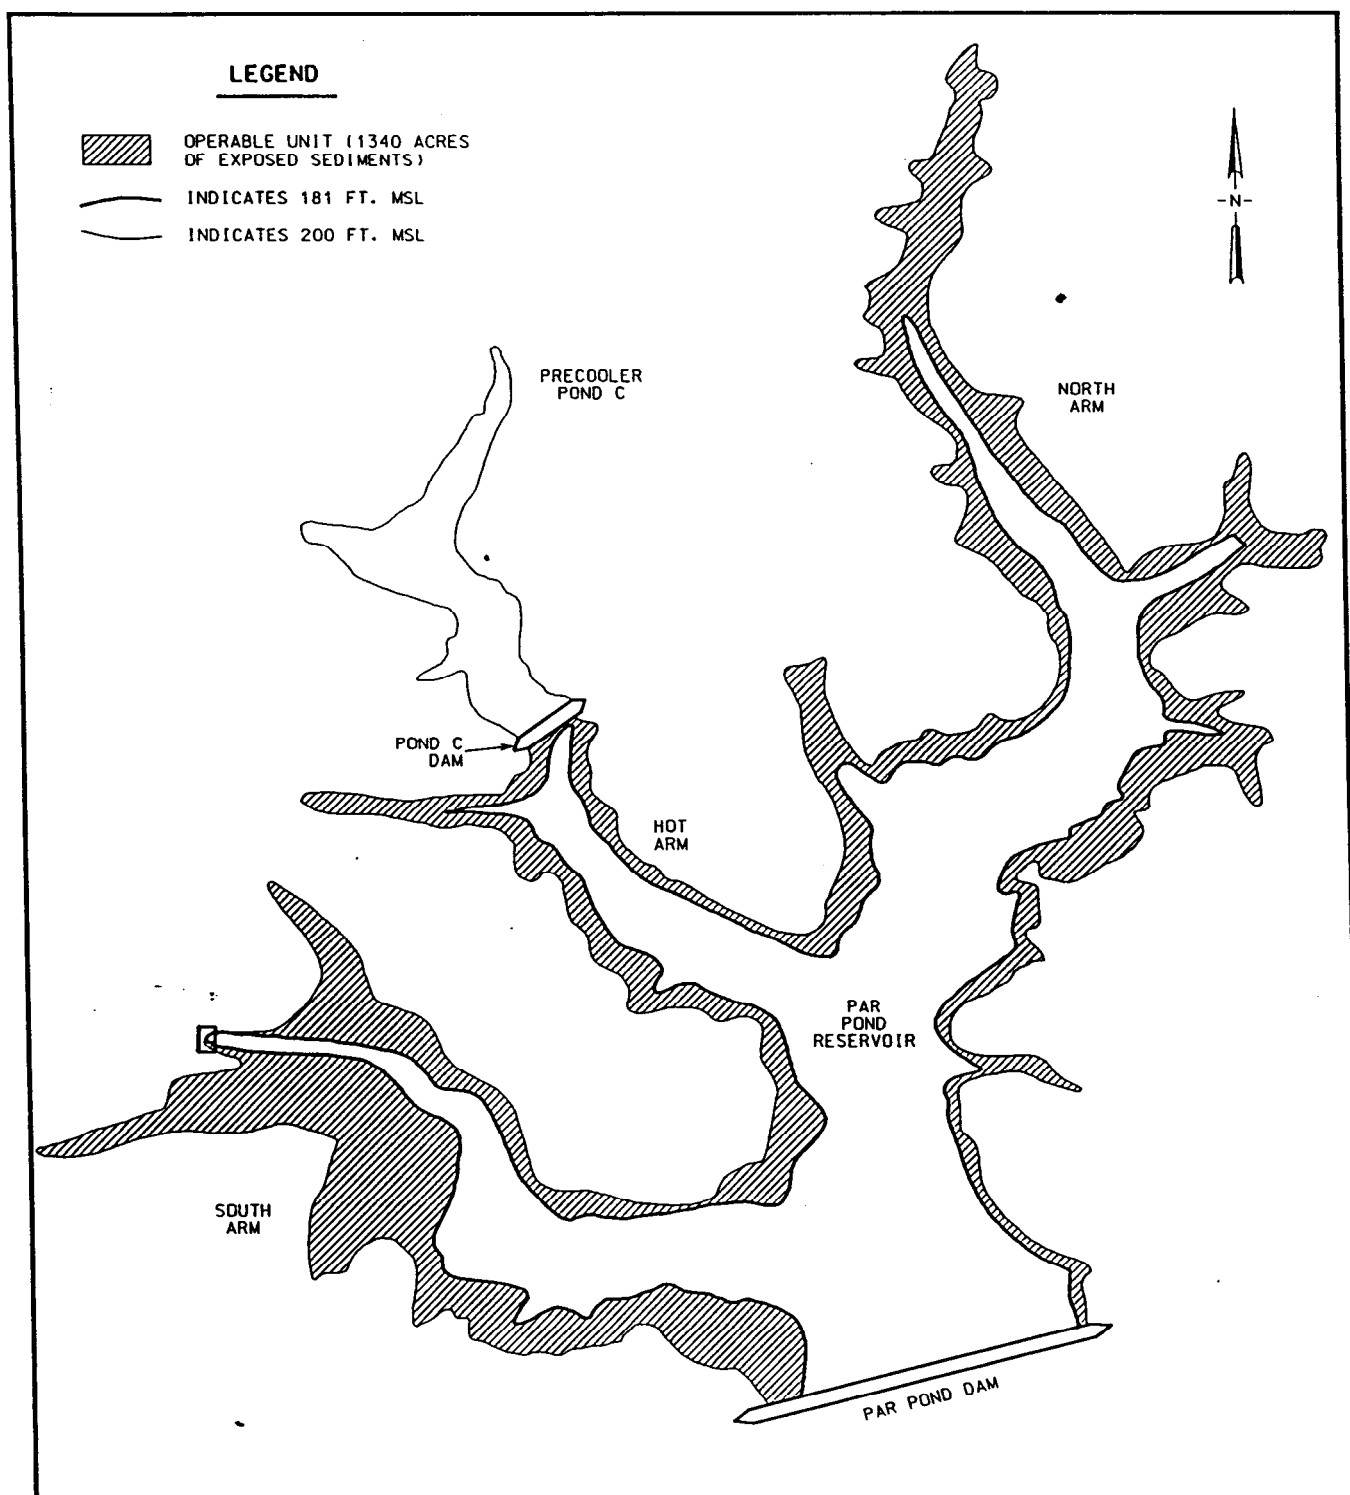 LEGEND
OPERABLE UNIT (1340 ACRES
OF EXPOSED SEDIMENTS)
INDICATES 181 FT. MSL
INDICATES 200 FT. MSL
-N-
PRECOOLER
POND C
NORTH
ARM
POND C
DAM
HOT
ARM
PAR
POND
RESERVOIR
SOUTH
ARM
PAR POND DAM